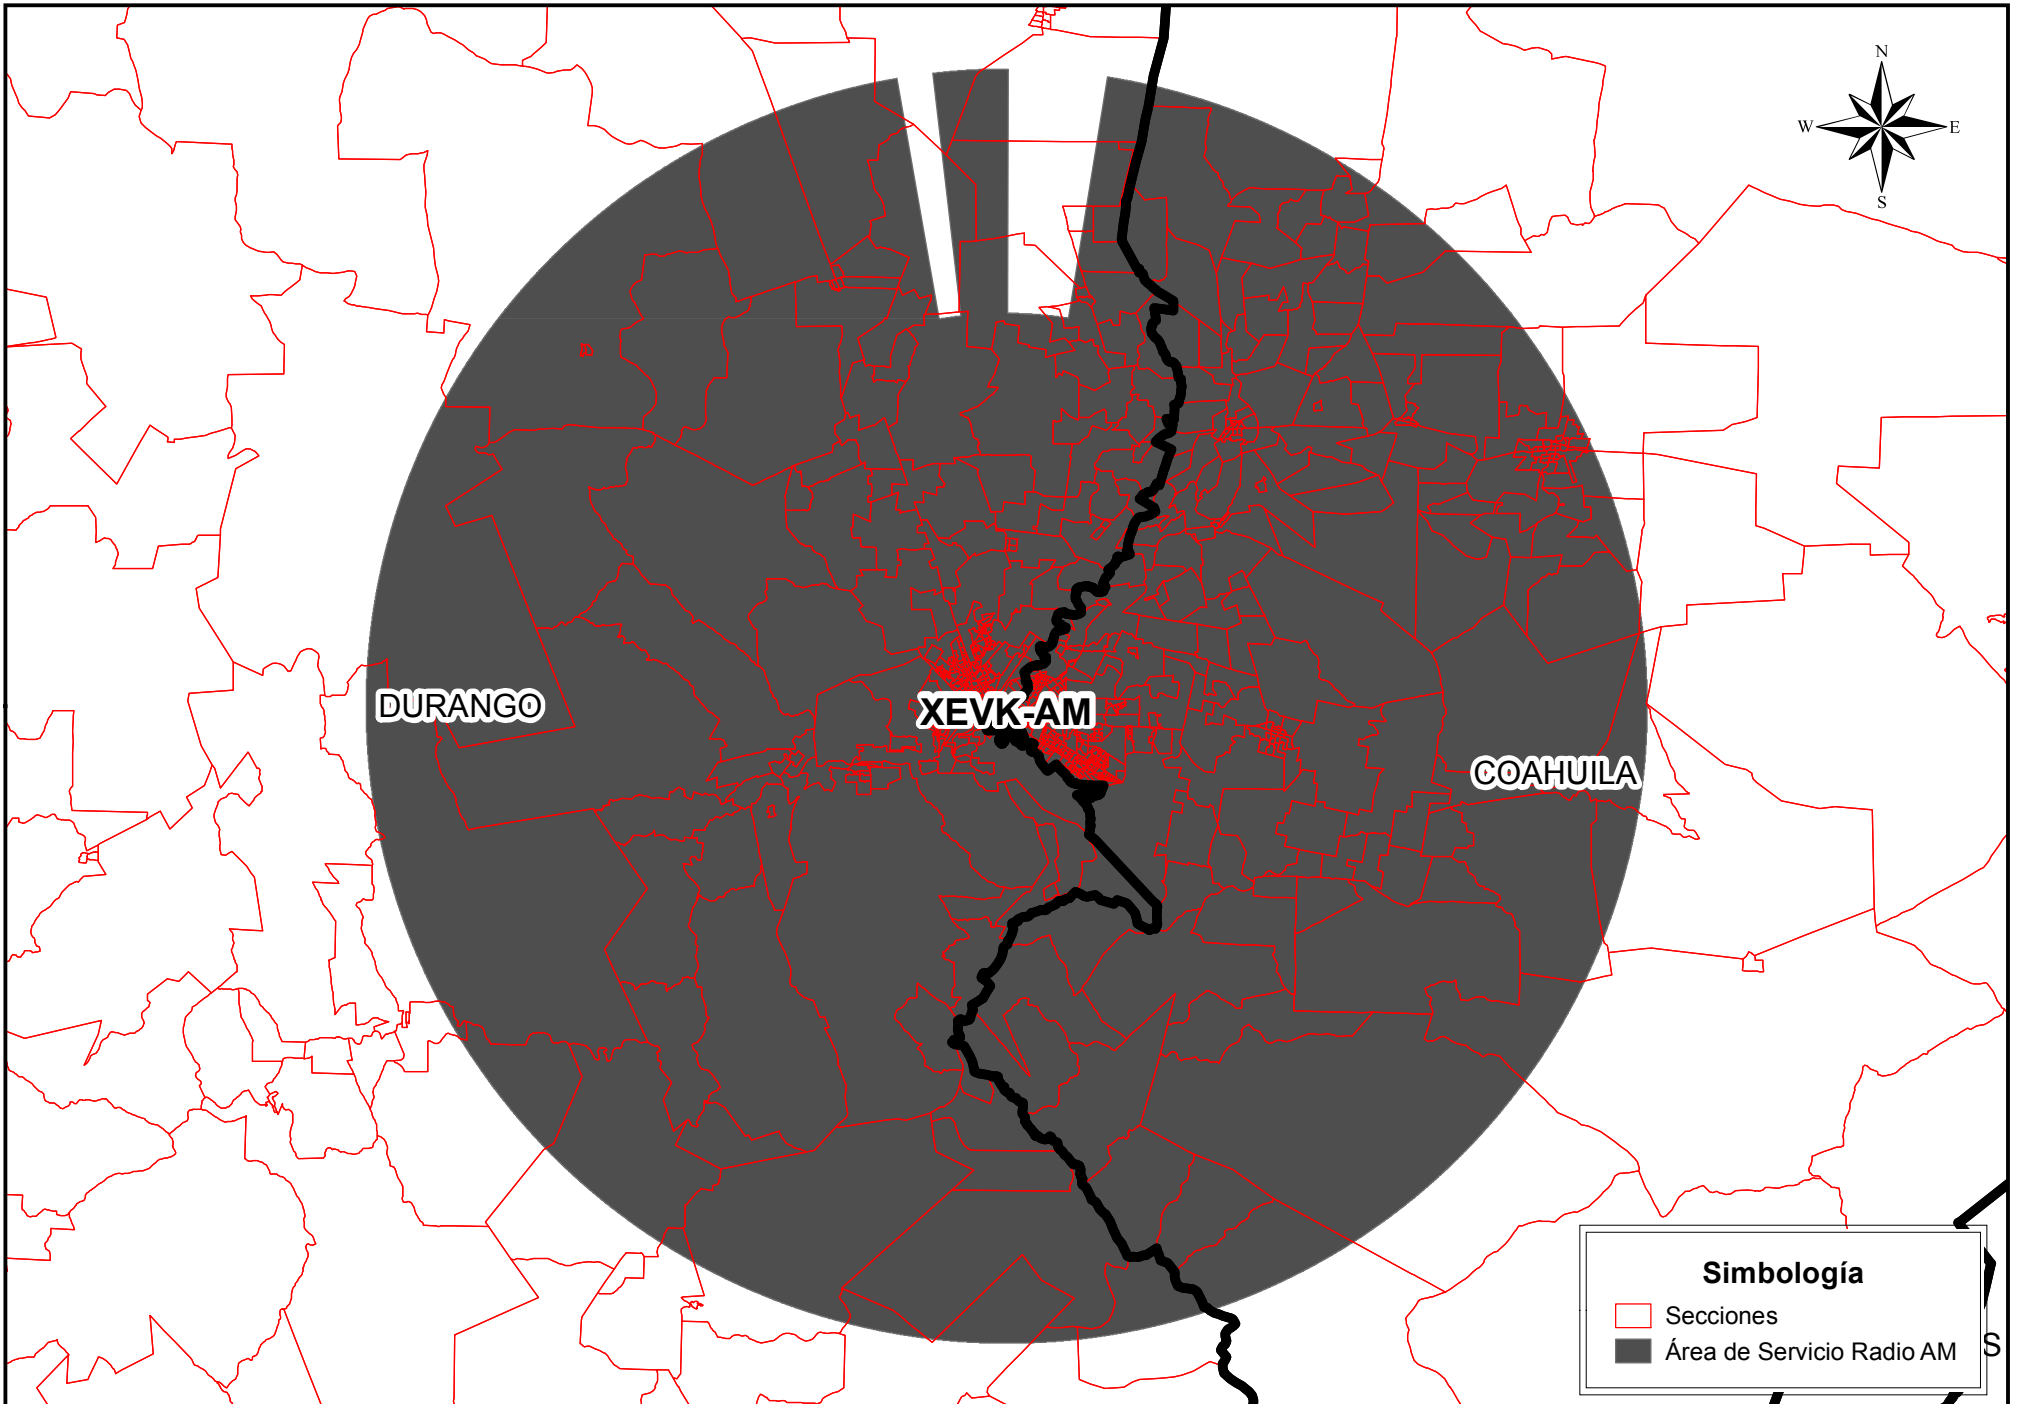 N
W E
S
DURANGO
XEVK-AM
COAHUILA
Simbología
Secciones
Área de Servicio Radio AM
S